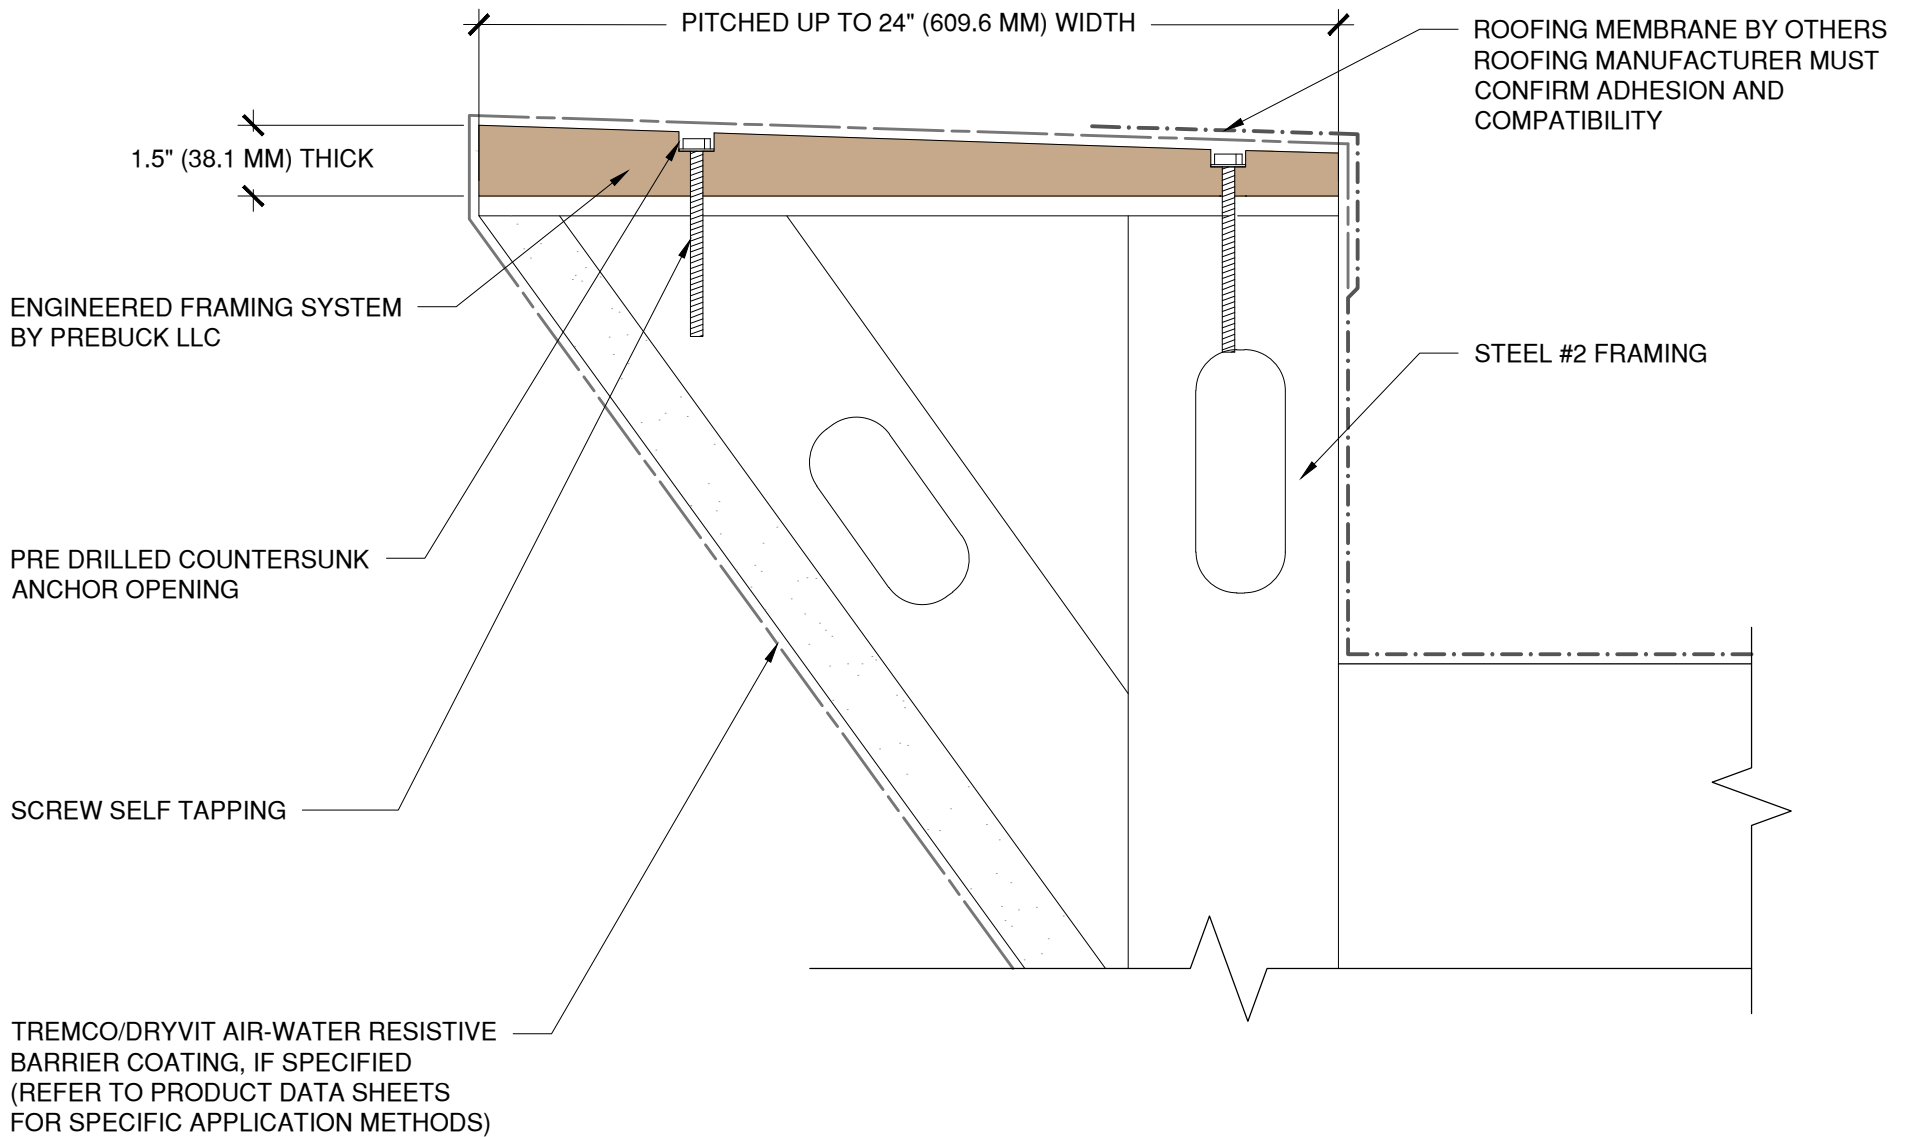 PITCHED UP TO 24" (609.6 MM) WIDTH
ROOFING MEMBRANE BY OTHERS
ROOFING MANUFACTURER MUST
CONFIRM ADHESION AND
COMPATIBILITY
1.5" (38.1 MM) THICK
ENGINEERED FRAMING SYSTEM
BY PREBUCK LLC
STEEL #2 FRAMING
PRE DRILLED COUNTERSUNK
ANCHOR OPENING
SCREW SELF TAPPING
TREMCO/DRYVIT AIR-WATER RESISTIVE
BARRIER COATING, IF SPECIFIED
(REFER TO PRODUCT DATA SHEETS
FOR SPECIFIC APPLICATION METHODS)